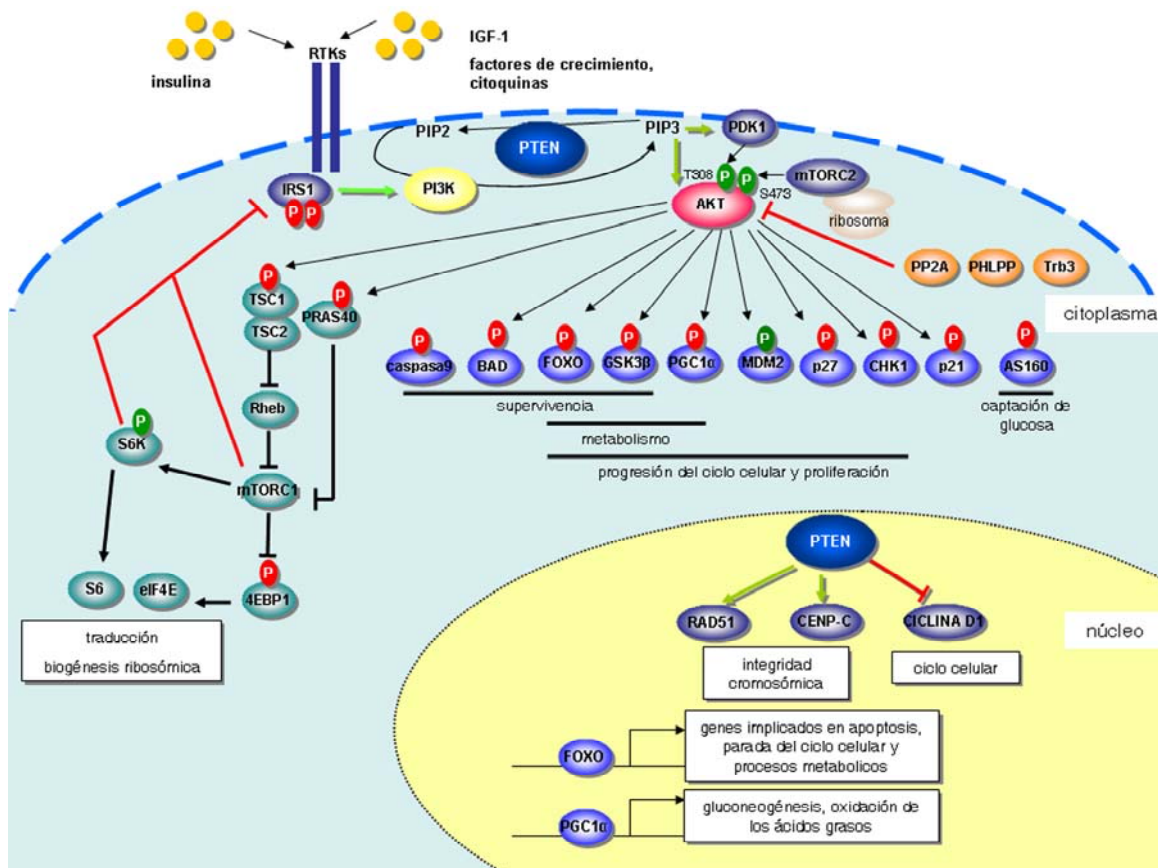 IGF-1
RTKs
insulina
factores de crecimiento,
citoquinas
PIP2
PIP3
PDK1
PTEN
T308
P
P
mTORC2
IRS1
PI3K
S473
AKT
ribosoma
P
P
PP2A
PHLPP
Trb3
P
TSC1
P
PRAS40
TSC2
citoplasma
P
P
P
P
P
P
P
P
P
P
caspasa9
BAD
FOXO
GSK3β
PGC1α
MDM2
p27
CHK1
p21
AS160
supervivencia
captación de
glucosa
Rheb
P
S6K
metabolismo
progresión del ciclo celular y proliferación
mTORC1
PTEN
P
S6
eIF4E
4EBP1
RAD51
CENP-C
CICLINA D1
núcleo
traducción
biogénesis ribosómica
integridad
cromosómica
ciclo celular
genes implicados en apoptosis,
parada del ciclo celular y
procesos metabolicos
FOXO
gluconeogénesis, oxidación de
los ácidos grasos
PGC1α